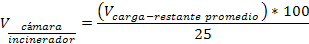 V cámara/incinerador = (V carga−restante promedio) * 100 / 25